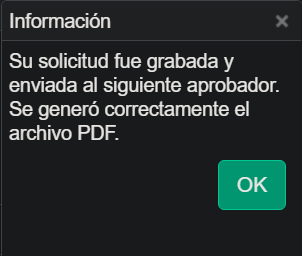 Información
Su solicitud fue grabada y
enviada al siguiente aprobador.
Se generó correctamente el
archivo PDF.
OK